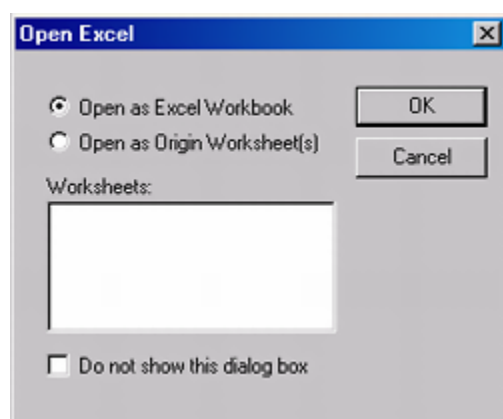 Open Excel
Open as Excel Workbook
Open as Origin Worksheet(s)
OK
Cancel
Worksheets:
Do not show this dialog box